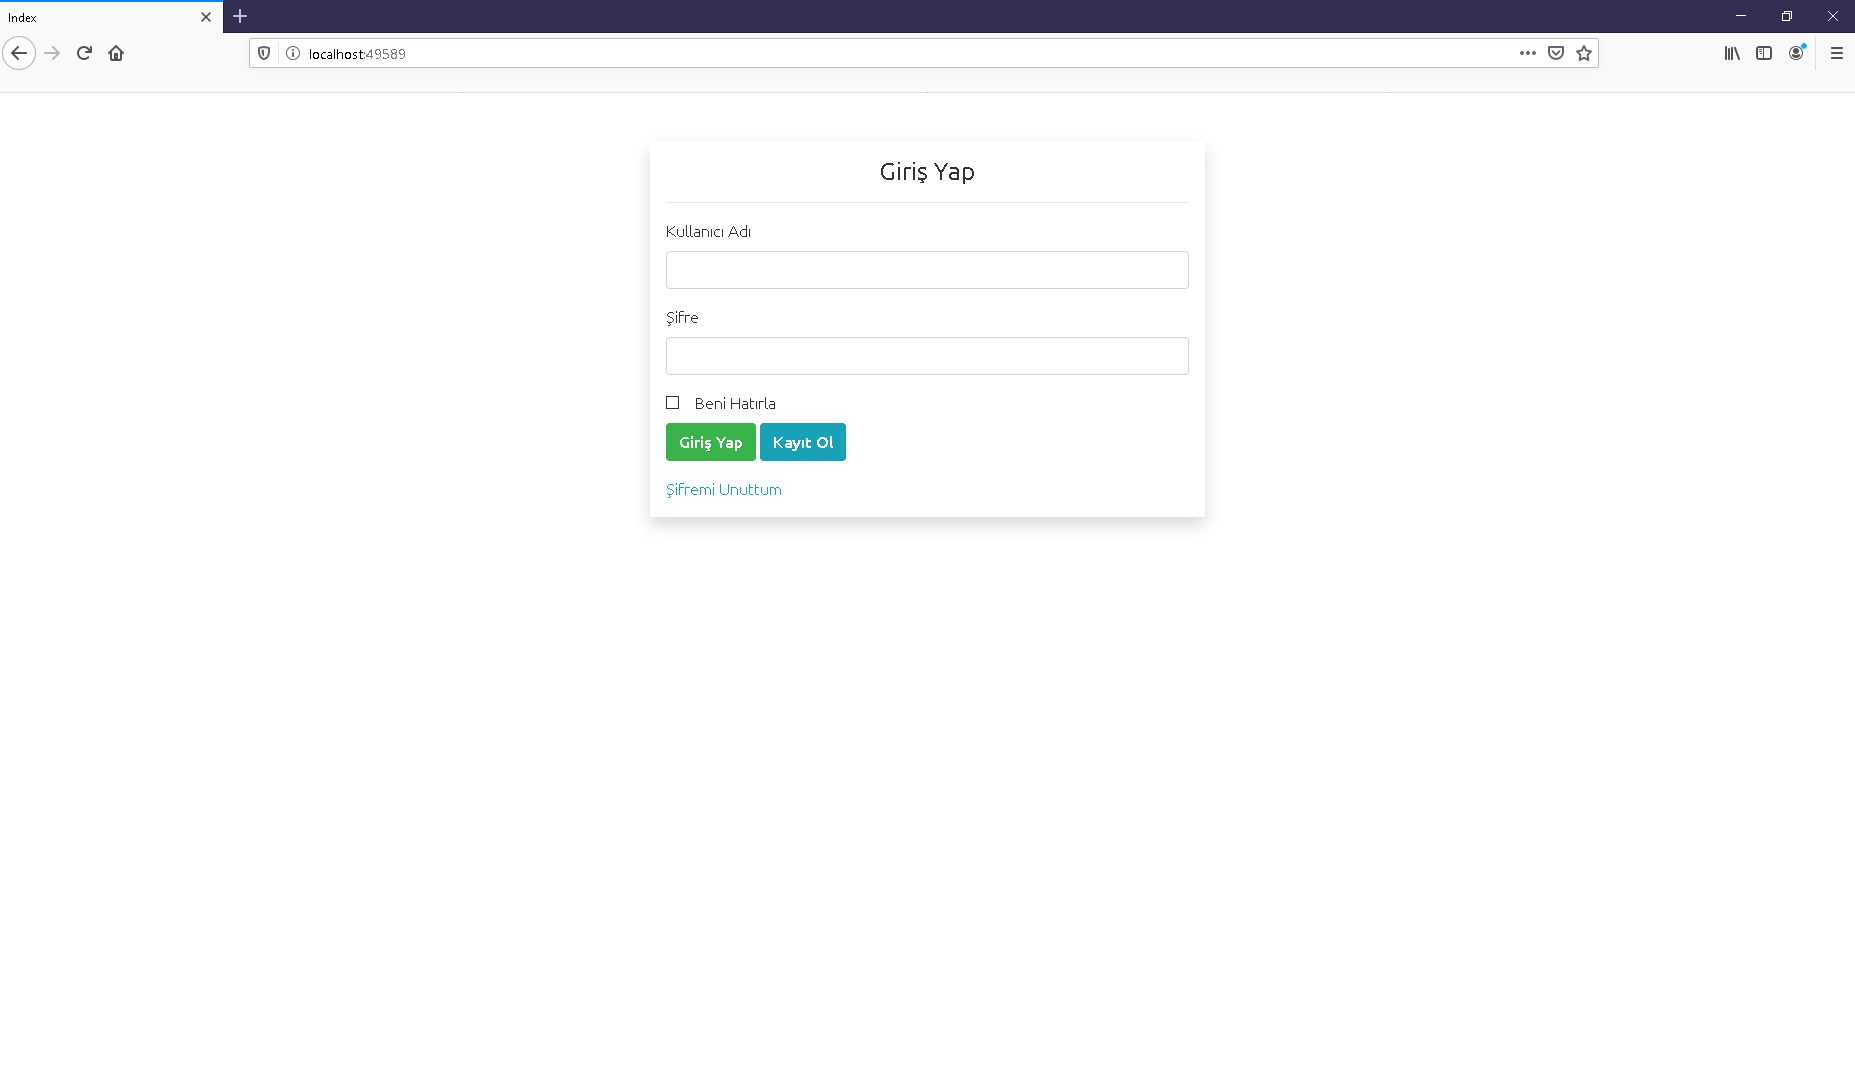 Index
localhost:49589
Giriş Yap
Kullanıcı Adı
Şifre
Beni Hatırla
Giriş Yap Kayıt Ol
Şifremi Unuttum